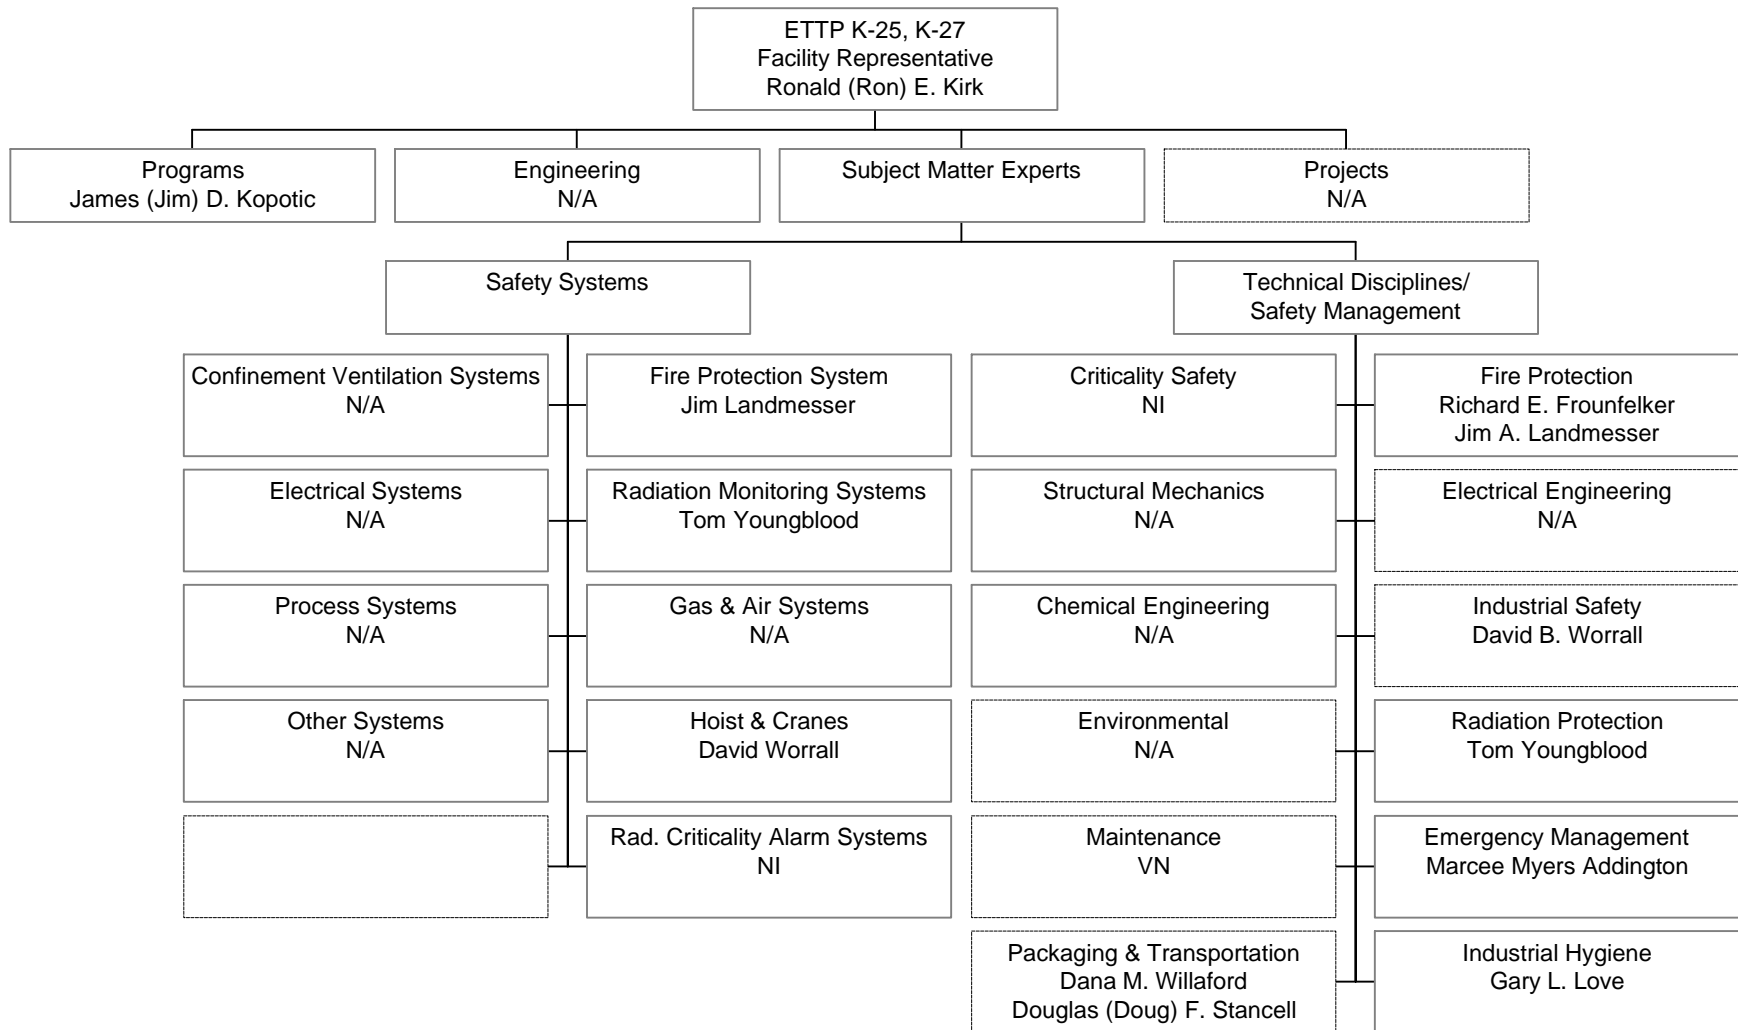 ETTP K-25, K-27
Facility Representative
Ronald (Ron) E. Kirk
Programs
James (Jim) D. Kopotic
Engineering
N/A
Subject Matter Experts
Projects
N/A
Safety Systems
Technical Disciplines/
Safety Management
Confinement Ventilation Systems
N/A
Fire Protection System
Jim Landmesser
Criticality Safety
NI
Fire Protection
Richard E. Frounfelker
Jim A. Landmesser
Electrical Systems
N/A
Radiation Monitoring Systems
Tom Youngblood
Structural Mechanics
N/A
Electrical Engineering
N/A
Process Systems
N/A
Gas & Air Systems
N/A
Chemical Engineering
N/A
Industrial Safety
David B. Worrall
Other Systems
N/A
Hoist & Cranes
David Worrall
Environmental
N/A
Radiation Protection
Tom Youngblood
Rad. Criticality Alarm Systems
NI
Maintenance
VN
Emergency Management
Marcee Myers Addington
Packaging & Transportation
Dana M. Willaford
Douglas (Doug) F. Stancell
Industrial Hygiene
Gary L. Love